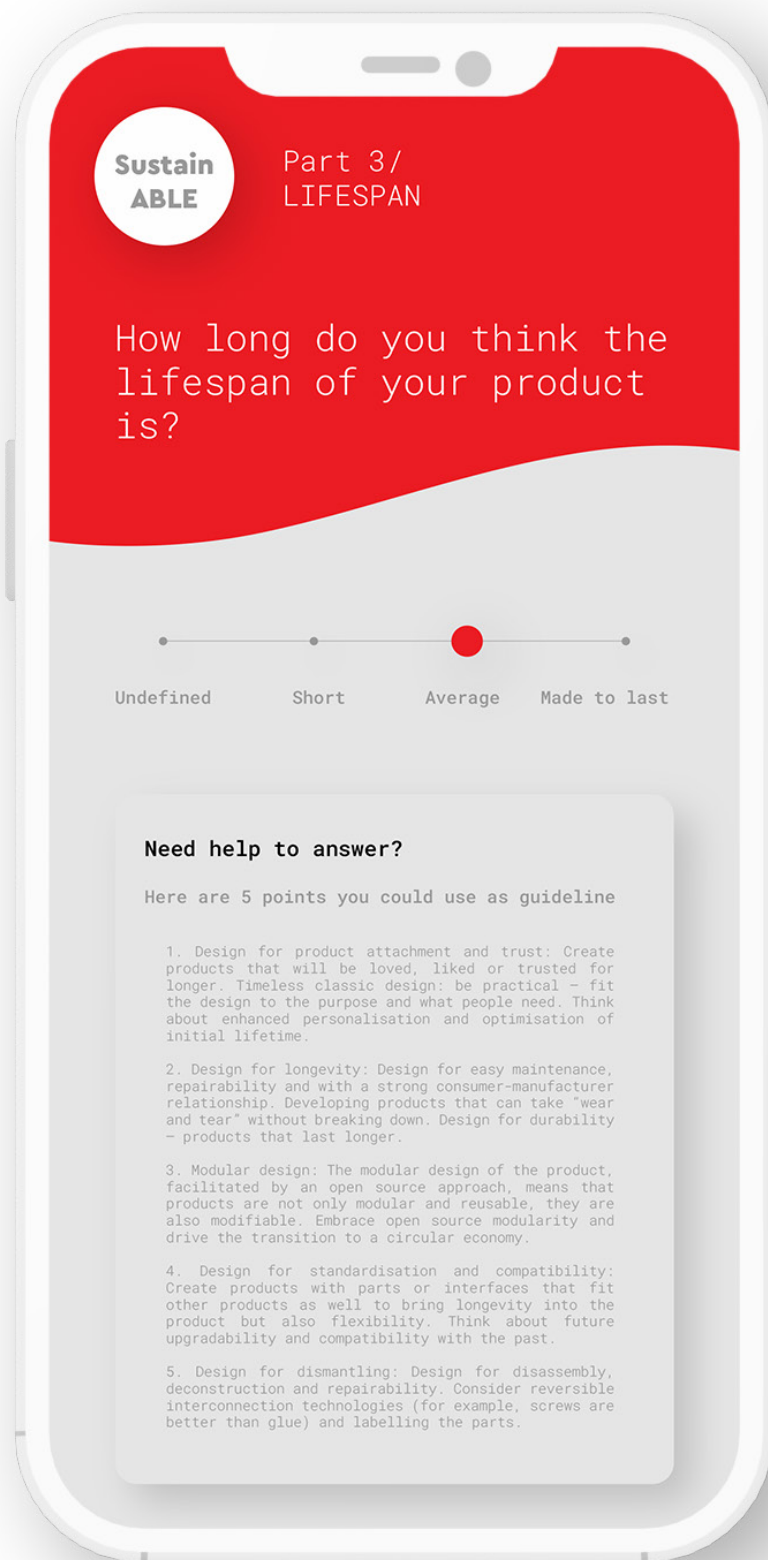 Sustain
ABLE
Part 3/
LIFESPAN
How long do you think the
lifespan of your product
is?
Undefined
Short
Average
Made to last
Need help to answer?
Here are 5 points you could use as guideline
1. Design for product attachment and trust: Create
products that will be loved, liked or trusted for
longer. Timeless classic design: be practical – fit
the design to the purpose and what people need. Think
about enhanced personalisation and optimisation of
initial lifetime.
2. Design for longevity: Design for easy maintenance,
repairability and with a strong consumer-manufacturer
relationship. Developing products that can take "wear
and tear" without breaking down. Design for durability
– products that last longer.
3. Modular design: The modular design of the product,
facilitated by an open source approach, means that
products are not only modular and reusable, they are
also modifiable. Embrace open source modularity and
drive the transition to a circular economy.
4. Design for standardisation and compatibility:
Create products with parts or interfaces that fit
other products as well to bring longevity into the
product but also flexibility. Think about future
upgradability and compatibility with the past.
5. Design for dismantling: Design for disassembly,
deconstruction and repairability. Consider reversible
interconnection technologies (for example, screws are
better than glue) and labelling the parts.